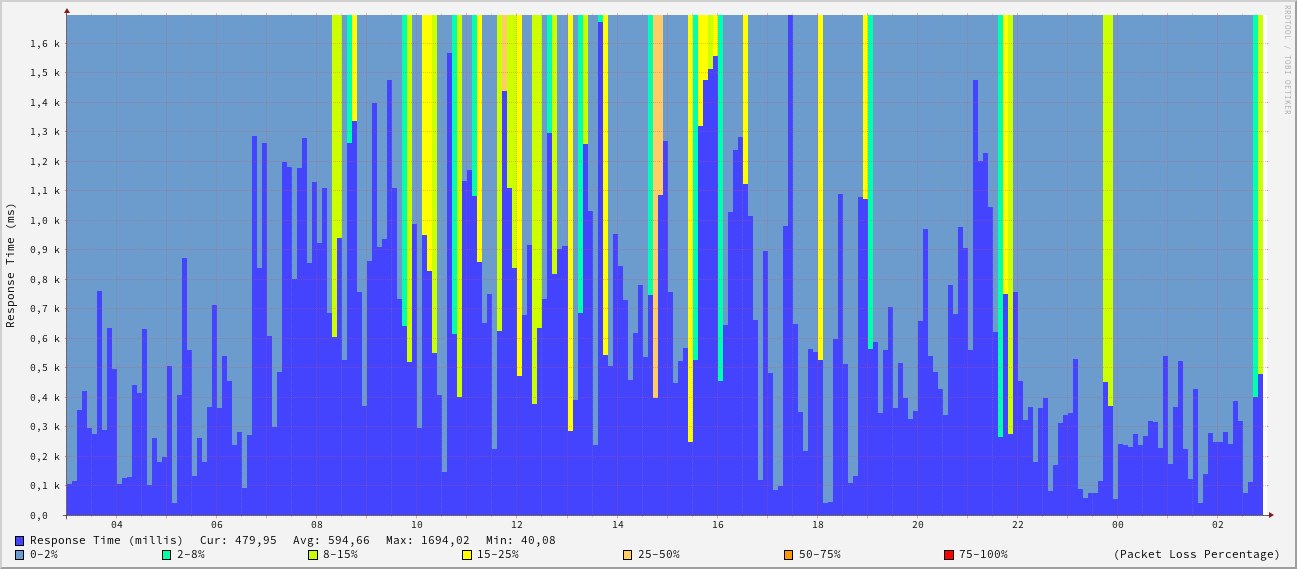 RRDTOOL / TOBI OETIKER
Response Time (ms)
1,6 k
1,5 k
1,4 k
1,3 k
1,2 k
1,1 k
1,0 k
0,9 k
0,8 k
0,7 k
0,6 k
0,5 k
0,4 k
0,3 k
0,2 k
0,1 k
0,0
04 06 08 10 12 14 16 18 20 22 00 02
Response Time (millis) Cur: 479,95 Avg: 594,66 Max: 1694,02 Min: 40,08
0-2% 2-8% 8-15% 15-25% 25-50% 50-75% 75-100% (Packet Loss Percentage)